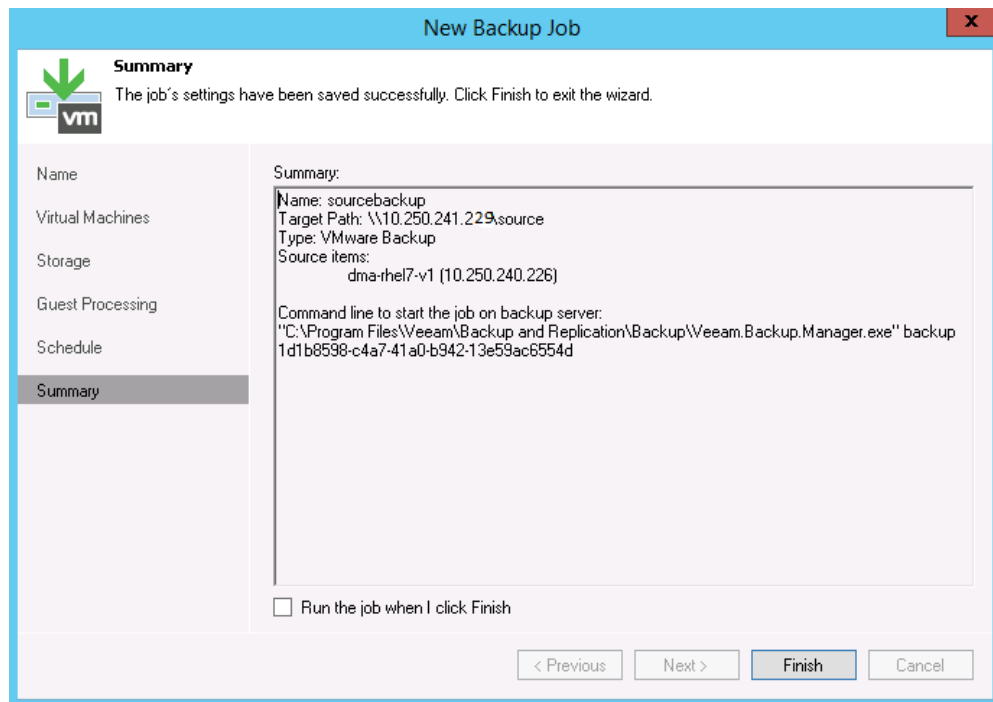 New Backup Job
x
Summary
The job's settings have been saved successfully. Click Finish to exit the wizard.
vm
Name
Virtual Machines
Storage
Guest Processing
Schedule
Summary
Summary:
Name: sourcebackup
Target Path: \\10.250.241.229\source
Type: VMware Backup
Source items:
dma-rhel7-v1 (10.250.240.226)
Command line to start the job on backup server:
"C:\Program Files\Veeam\Backup and Replication\Backup\Veeam.Backup.Manager.exe" backup
1d1b8598-c4a7-41a0-b942-13e59ac6554d
Run the job when I click Finish
< Previous
Next >
Finish
Cancel